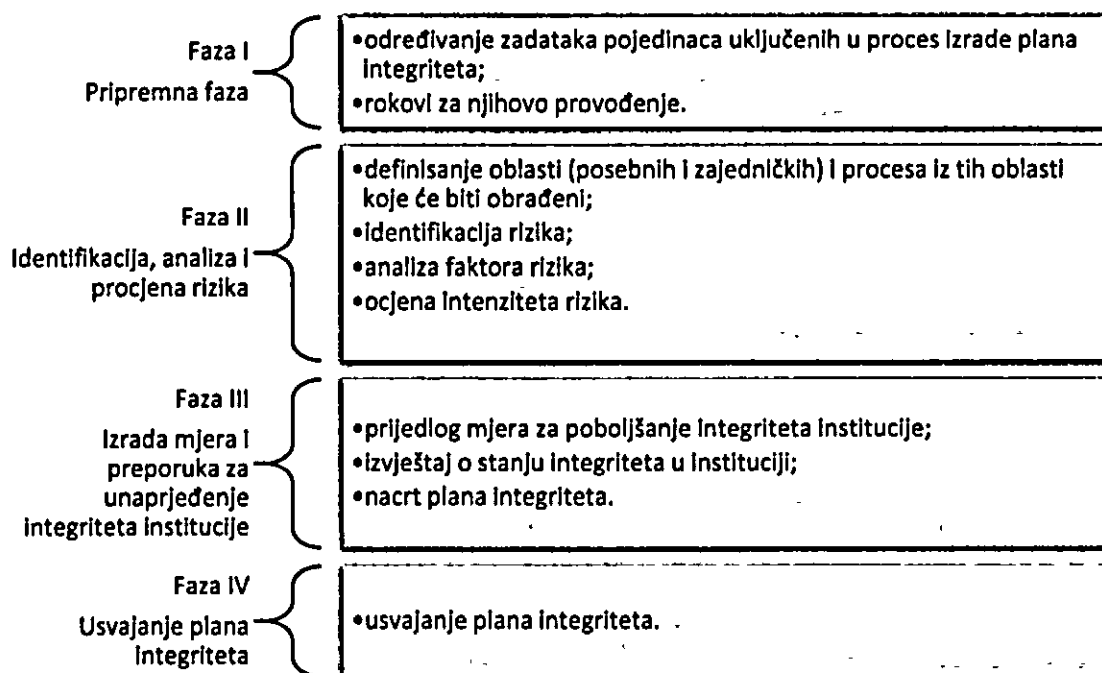 Faza I
Pripremna faza
•određivanje zadataka pojedinaca uključenih u proces izrade plana
integriteta;
•rokovi za njihovo provođenje.
Faza II
Identifikacija, analiza i
procjena rizika
•definisanje oblasti (posebnih i zajedničkih) i procesa iz tih oblasti
koje će biti obrađeni;
•identifikacija rizika;
•analiza faktora rizika;
•ocjena intenziteta rizika.
Faza III
Izrada mjera i
preporuka za
unaprjeđenje
integriteta institucije
•prijedlog mjera za poboljšanje integriteta institucije;
•izvještaj o stanju integriteta u instituciji;
•nacrt plana integriteta.
Faza IV
Usvajanje plana
integriteta
•usvajanje plana integriteta.